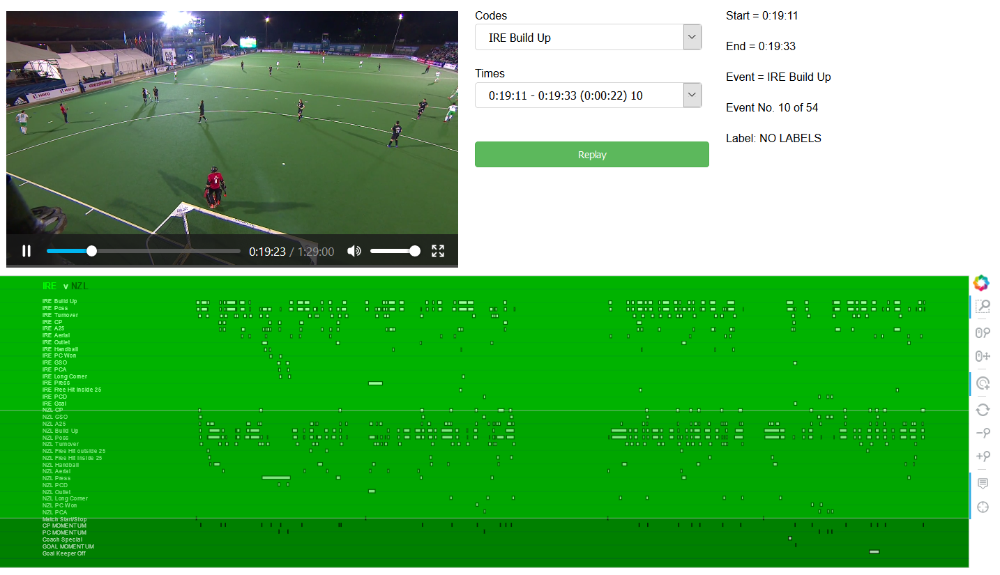 HERO
HERO
CROSSROADS
8
0:19:23 / 1:29:00
Codes
IRE Build Up
Times
0:19:11 - 0:19:33 (0:00:22) 10
Replay
Start = 0:19:11
End = 0:19:33
Event = IRE Build Up
Event No. 10 of 54
Label: NO LABELS
IRE v NZL
IRE Build Up
IRE Poss
IRE Turnover
IRE CP
IRE A25
IRE Aerial
IRE Outlet
IRE Handball
IRE PC Won
IRE GSO
IRE PCA
IRE Long Corner
IRE Press
IRE Free Hit Inside 25
IRE PCD
IRE Goal
NZL CP
NZL GSO
NZL A25
NZL Build Up
NZL Poss
NZL Turnover
NZL Free Hit outside 25
NZL Free Hit Inside 25
NZL Handball
NZL Aerial
NZL Press
NZL PCD
NZL Outlet
NZL Long Corner
NZL PC Won
NZL PCA
Match Start/Stop
CP MOMENTUM
PC MOMENTUM
Coach Special
GOAL MOMENTUM
Goal Keeper Off